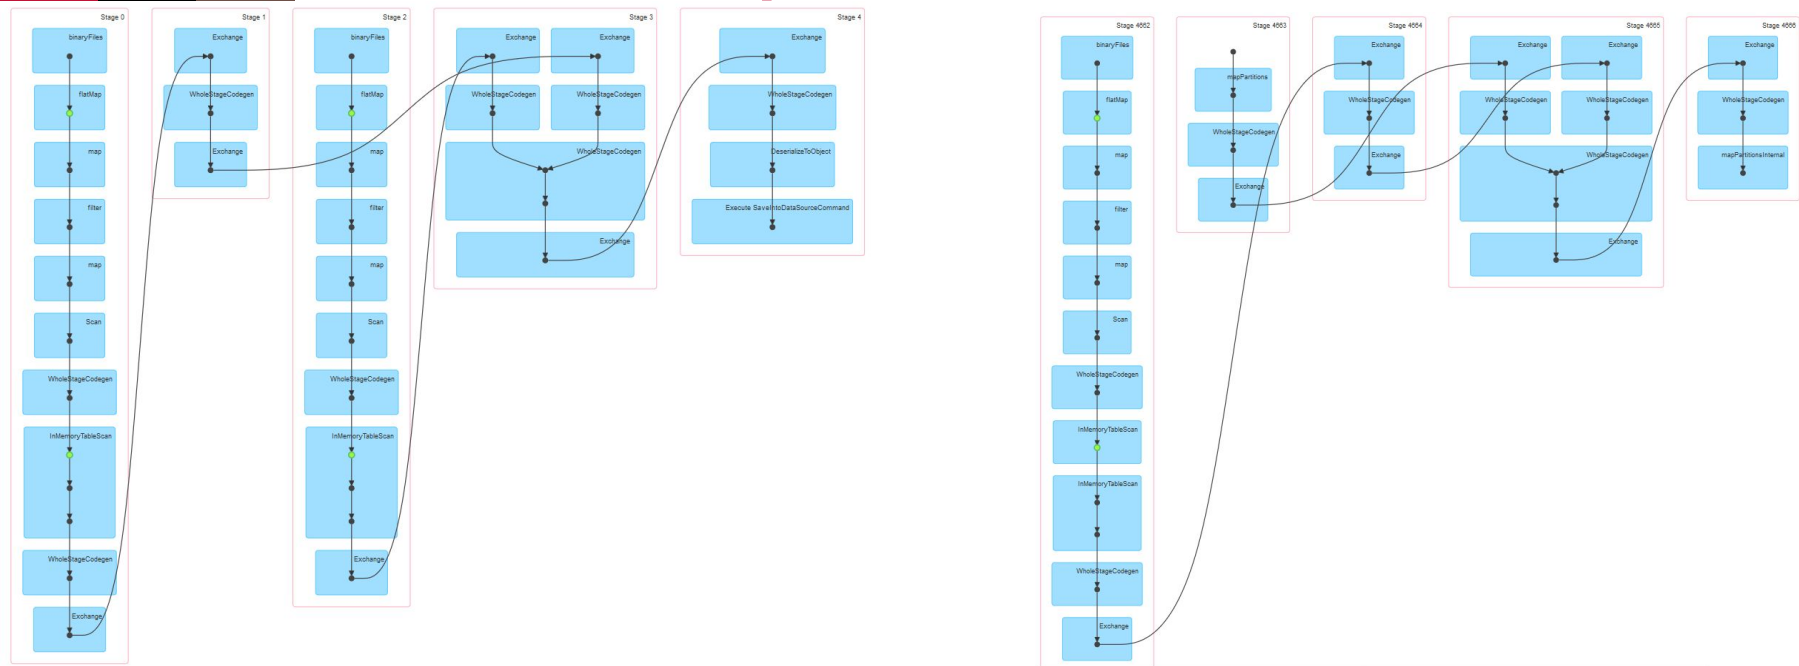 Stage 0
binaryFiles
flatMap
map
filter
map
Scan
WholeStageCodegen
InMemoryTableScan
WholeStageCodegen
Exchange
Stage 1
Exchange
WholeStageCodegen
Exchange
Stage 2
binaryFiles
flatMap
map
filter
map
Scan
WholeStageCodegen
InMemoryTableScan
Exchange
Stage 3
Exchange
Exchange
WholeStageCodegen
WholeStageCodegen
WholeStageCodegen
Exchange
Stage 4
Exchange
WholeStageCodegen
DeserializeToObject
Execute SaveIntoDataSourceCommand
Stage 4662
binaryFiles
flatMap
map
filter
map
Scan
WholeStageCodegen
InMemoryTableScan
InMemoryTableScan
WholeStageCodegen
Exchange
Stage 4663
mapPartitions
WholeStageCodegen
Exchange
Stage 4664
Exchange
WholeStageCodegen
Exchange
Stage 4665
Exchange
Exchange
WholeStageCodegen
WholeStageCodegen
WholeStageCodegen
Exchange
Stage 4666
Exchange
WholeStageCodegen
mapPartitionsInternal